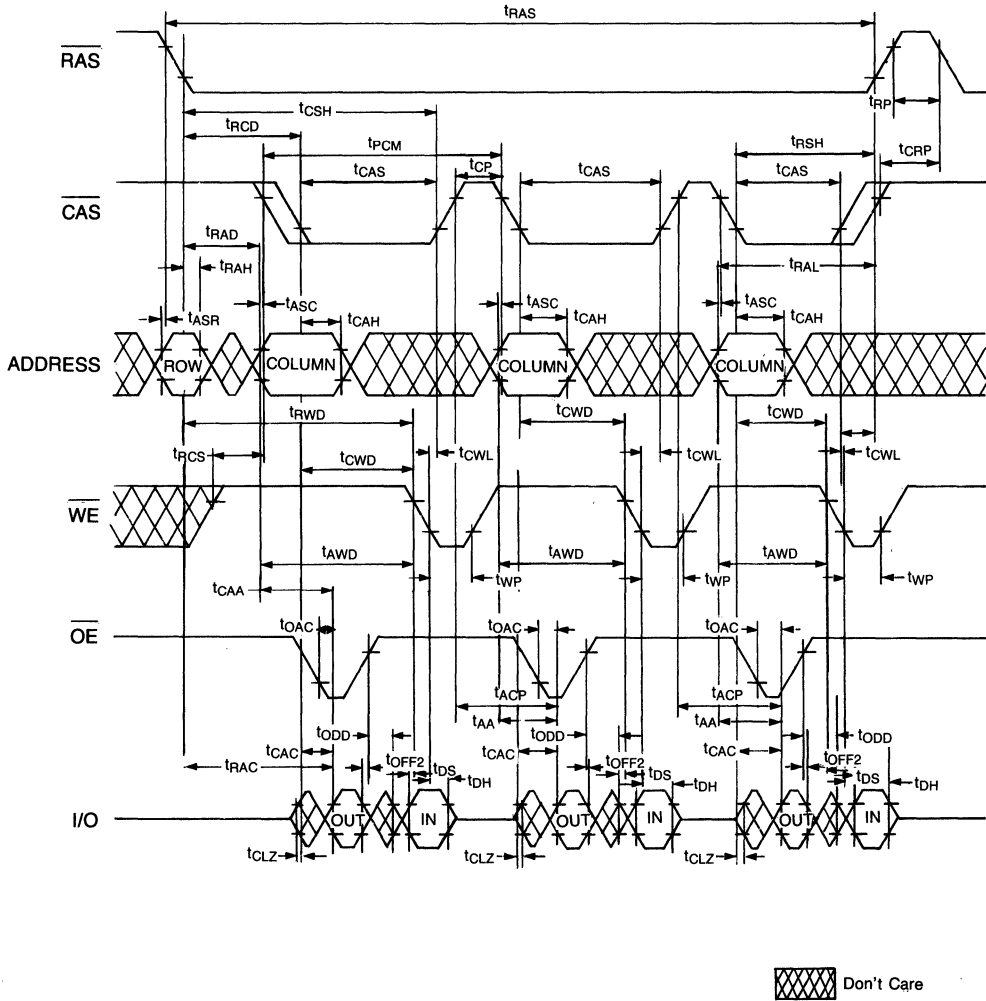 tRAS
RAS
tRP
tCSH
tRCD
tPCM
tRSH
tCRP
tCP
tCAS
tCAS
tCAS
CAS
tRAD
tRAH
tRAL
tASR
tASC
tCAH
tASC
tCAH
tASC
tCAH
ADDRESS
ROW
COLUMN
COLUMN
COLUMN
tRWD
tCWD
tCWD
tRCS
tCWD
tCWL
tCWL
tCWL
WE
tAWD
tAWD
tAWD
tCAA
tWP
tWP
tWP
OE
tOAC
tOAC
tOAC
tACP
tACP
tAA
tAA
tODD
tODD
tODD
tCAC
tCAC
tCAC
tRAC
tOFF2
tOFF2
tOFF2
tDS
tDS
tDS
tDH
tDH
tDH
I/O
OUT
IN
OUT
IN
OUT
IN
tCLZ
tCLZ
tCLZ
Don't Care